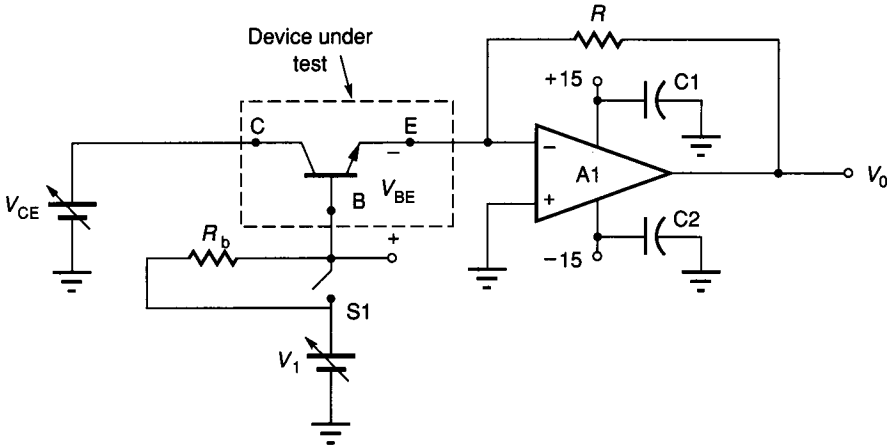 Device under
test
R
+15
C1
C
E
−
−
A1
V0
VCE
VBE
B
+
+
Rb
C2
−15
S1
V1